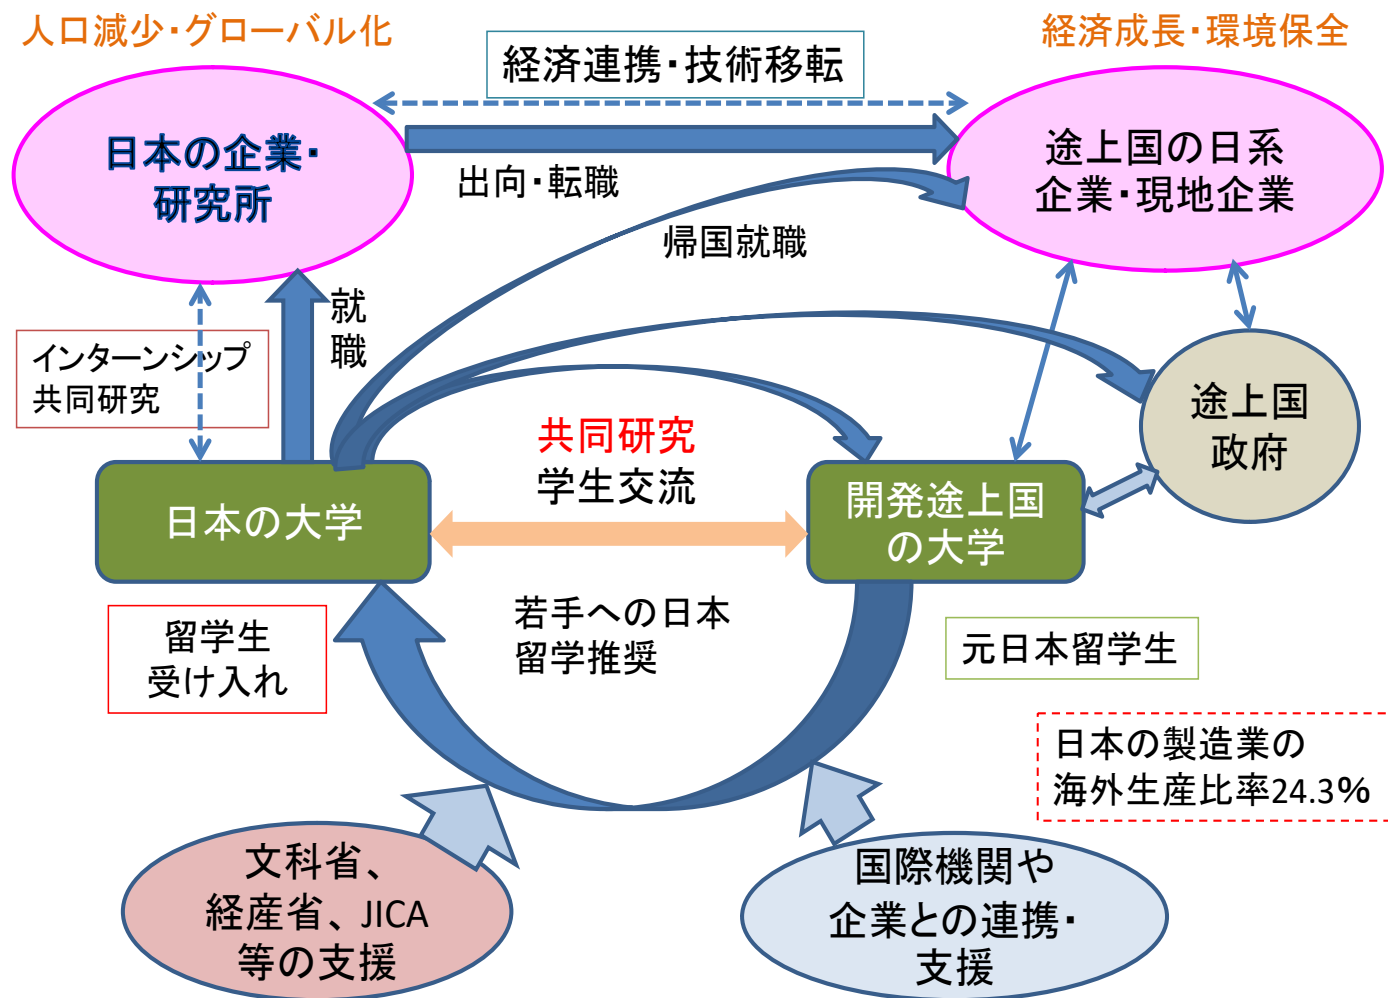 人口減少・グローバル化
経済成長・環境保全
経済連携・技術移転
日本の企業・
研究所
途上国の日系
企業・現地企業
出向・転職
帰国就職
就
職
インターンシップ
共同研究
途上国
政府
共同研究
学生交流
日本の大学
開発途上国
の大学
若手への日本
留学推奨
留学生
受け入れ
元日本留学生
日本の製造業の
海外生産比率24.3%
文科省、
経産省、JICA
等の支援
国際機関や
企業との連携・
支援